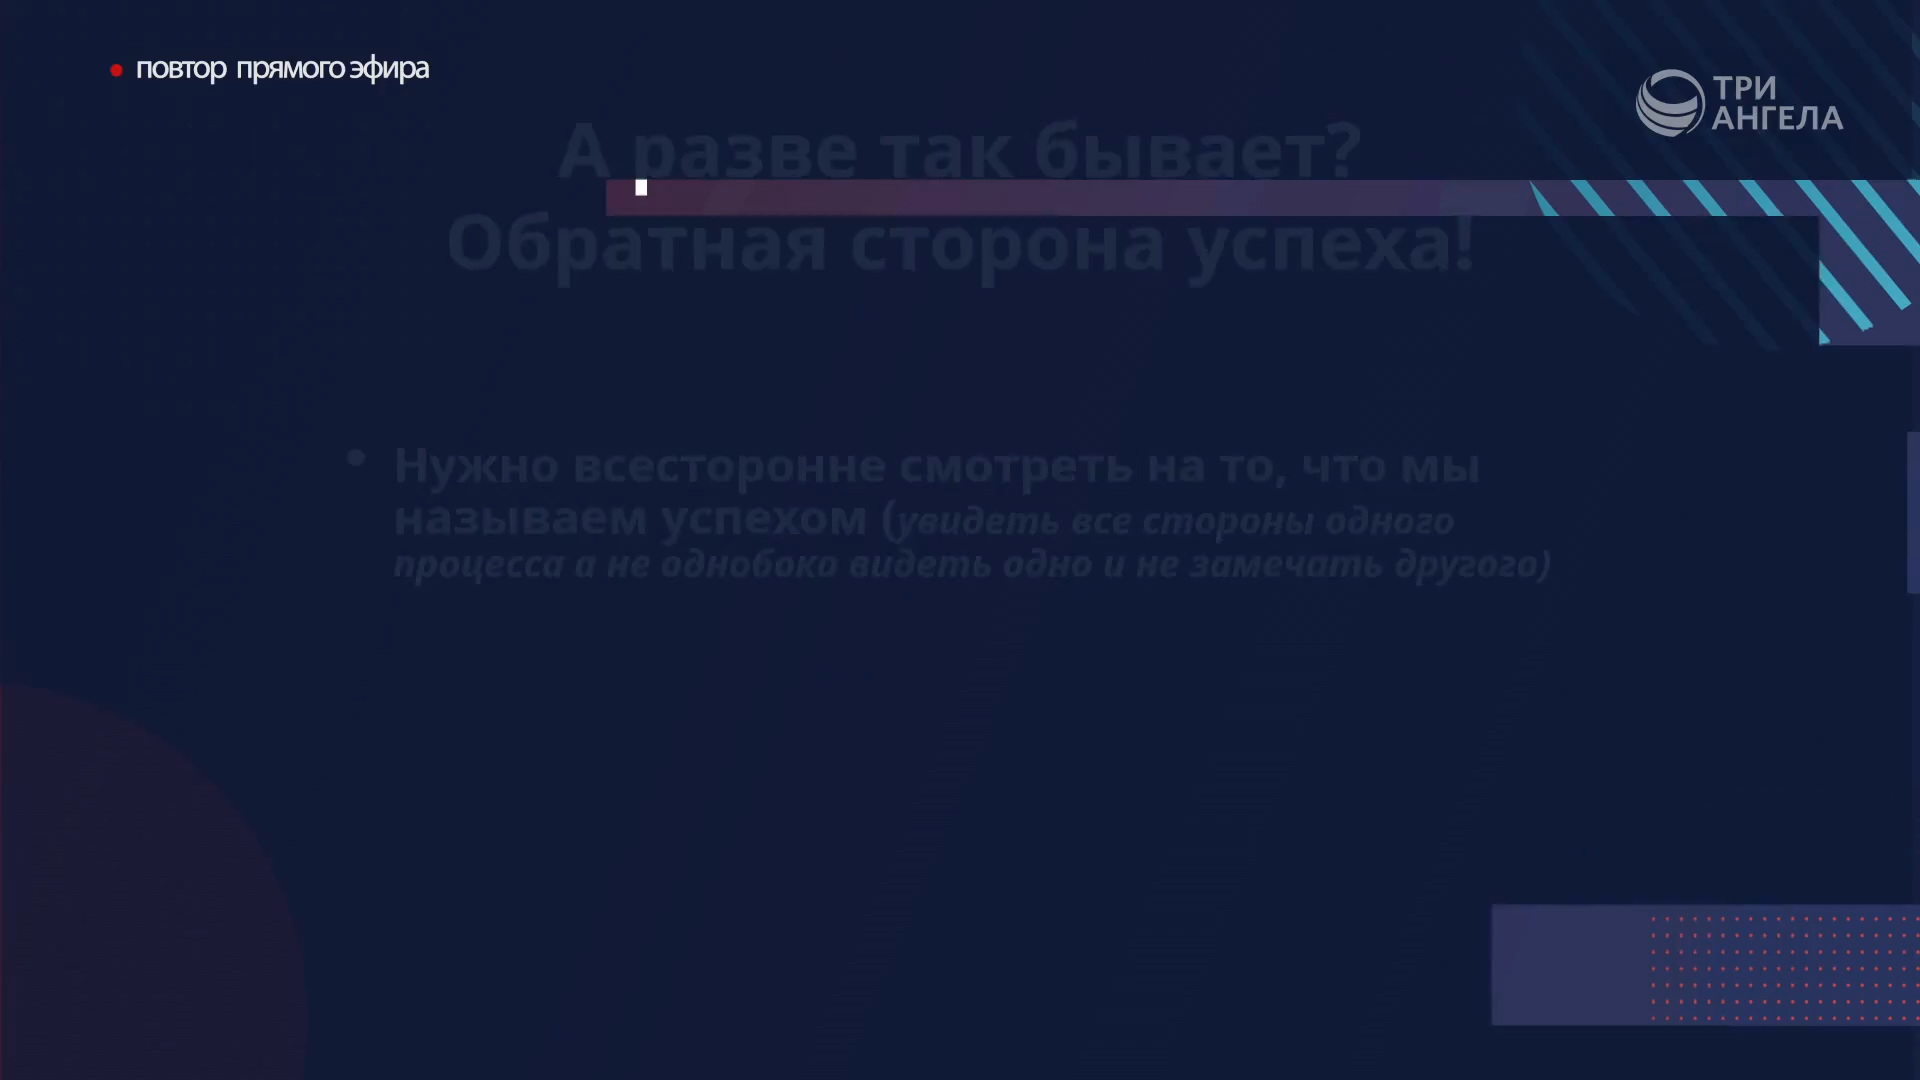 повтор прямого эфира
ТРИ
АНГЕЛА
А разве так бывает?
Обратная сторона успеха!
• Нужно всесторонне смотреть на то, что мы
называем успехом (увидеть все стороны одного
процесса а не однобоко видеть одно и не замечать другого)